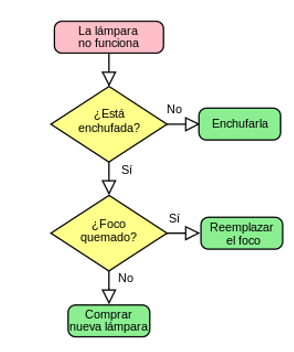 La lámpara
no funciona
¿Está
enchufada?
No
Enchufarla
Sí
¿Foco
quemado?
Sí
Reemplazar
el foco
No
Comprar
nueva lámpara